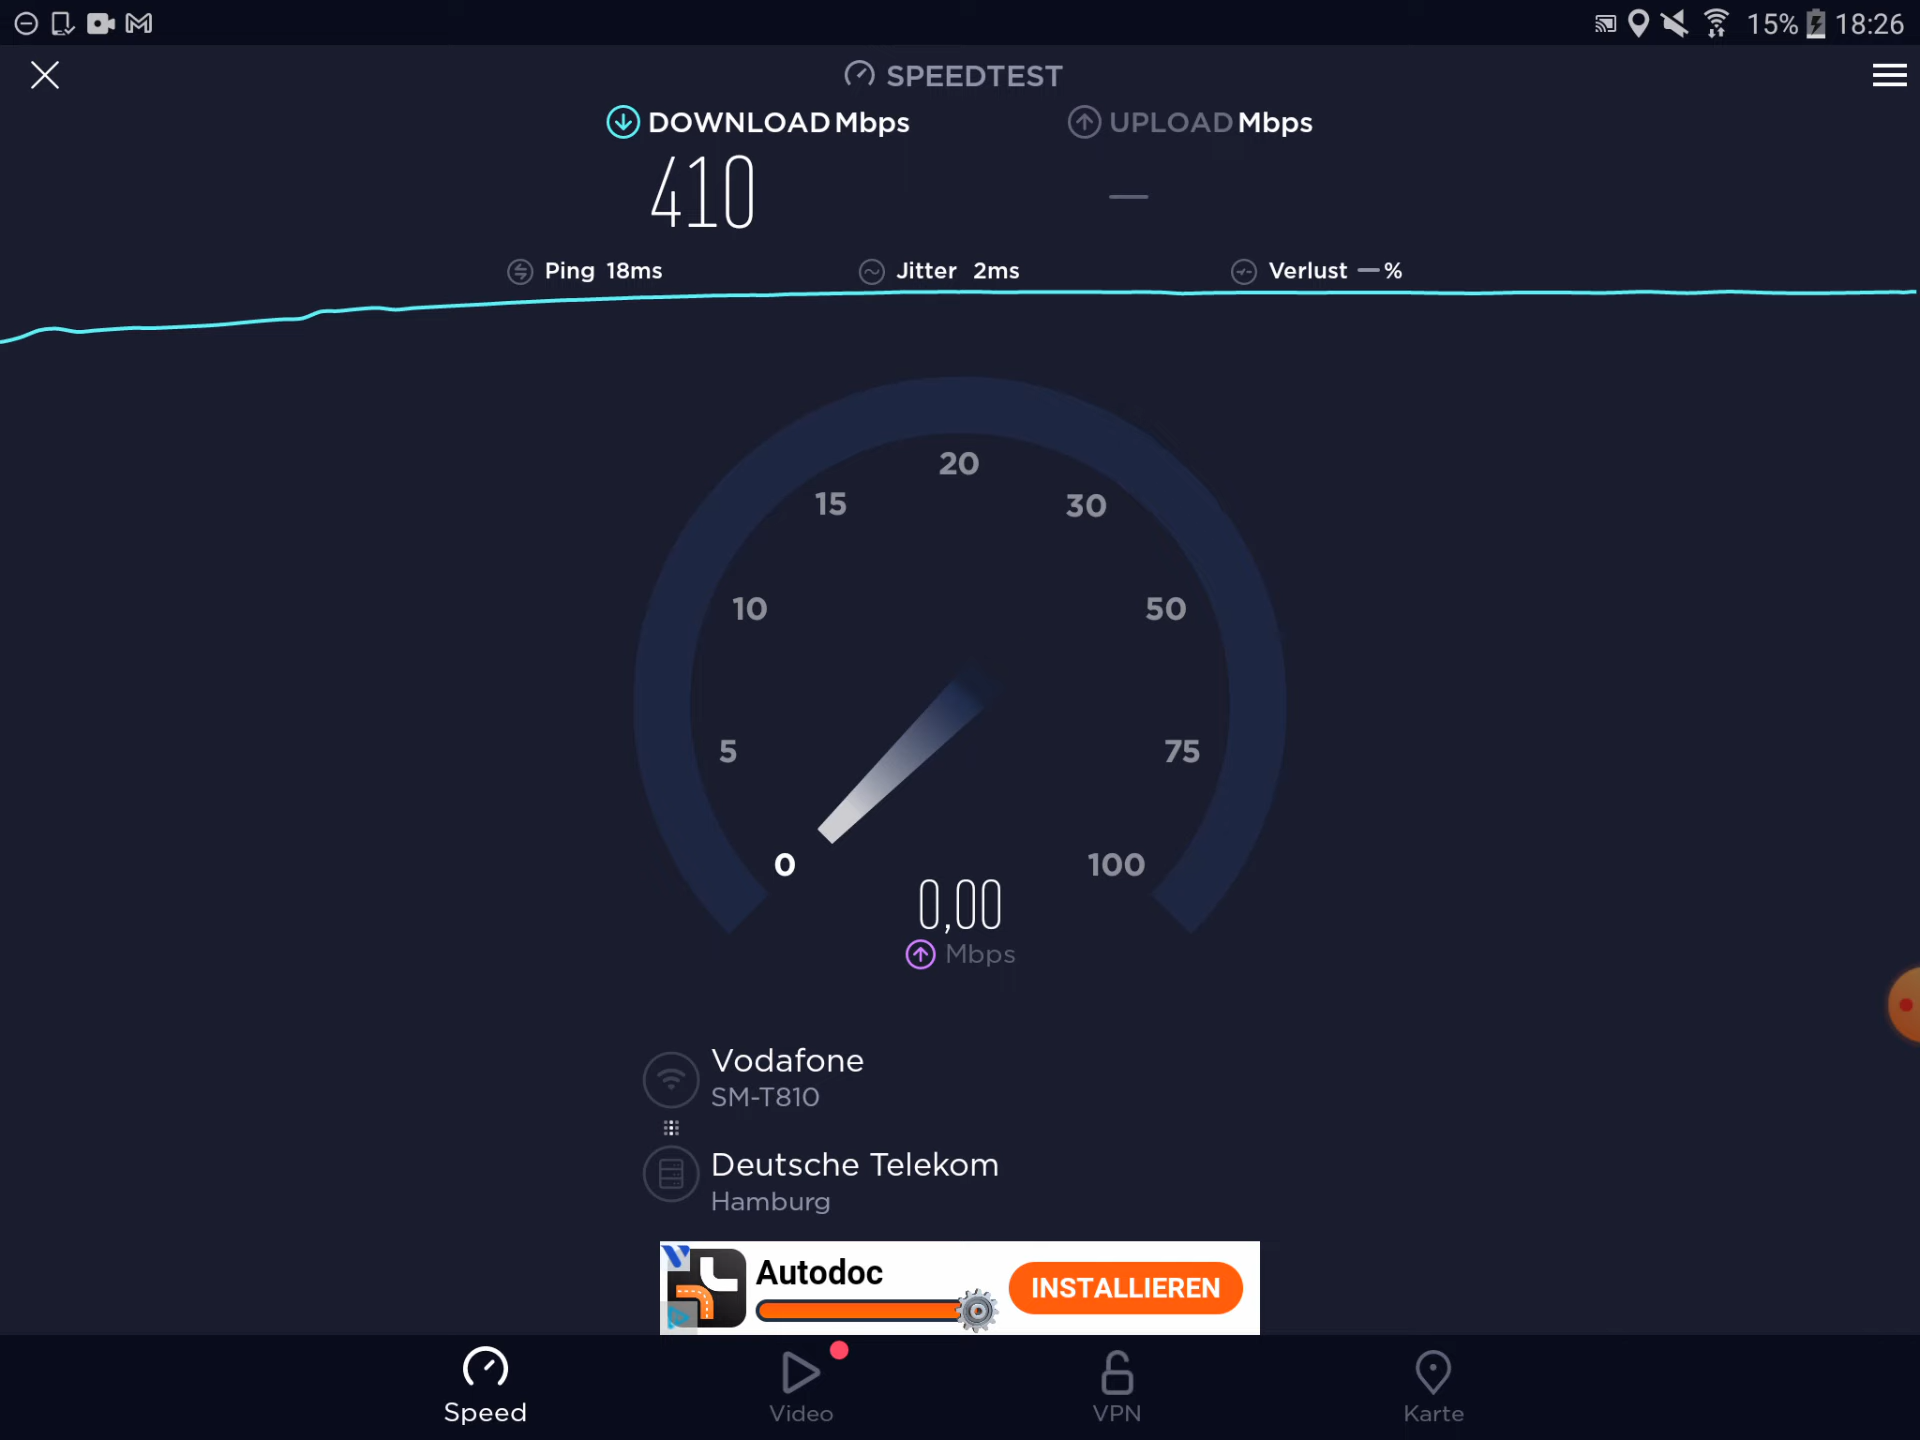 15% 18:26
SPEEDTEST
DOWNLOAD Mbps
UPLOAD Mbps
410
—
Ping 18ms
Jitter 2ms
Verlust — %
20
15
30
10
50
5
75
0
100
0,00
Mbps
Vodafone
SM-T810
Deutsche Telekom
Hamburg
Autodoc
INSTALLIEREN
Speed
Video
VPN
Karte